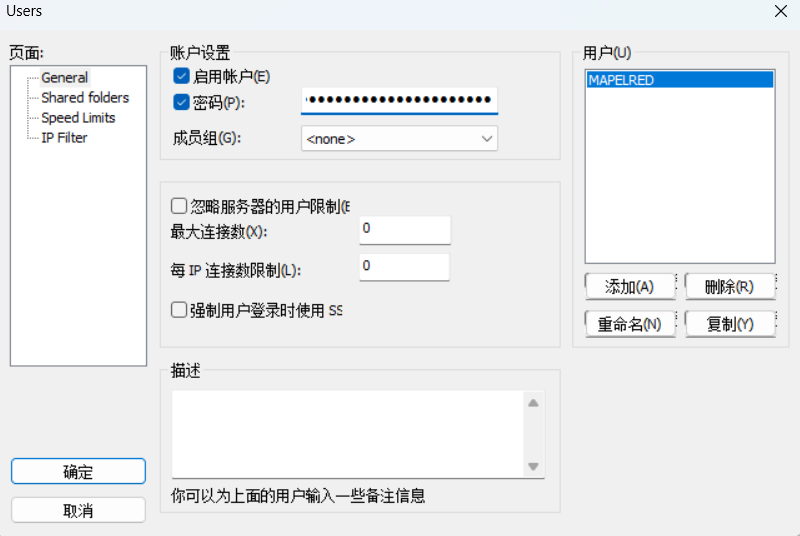 Users
页面:
General
Shared folders
Speed Limits
IP Filter
账户设置
启用帐户(E)
密码(P):
成员组(G):
<none>
忽略服务器的用户限制(E
最大连接数(X):
0
每 IP 连接数限制(L):
0
强制用户登录时使用 SS
描述
你可以为上面的用户输入一些备注信息
用户(U)
MAPELRED
添加(A)
删除(R)
重命名(N)
复制(Y)
确定
取消